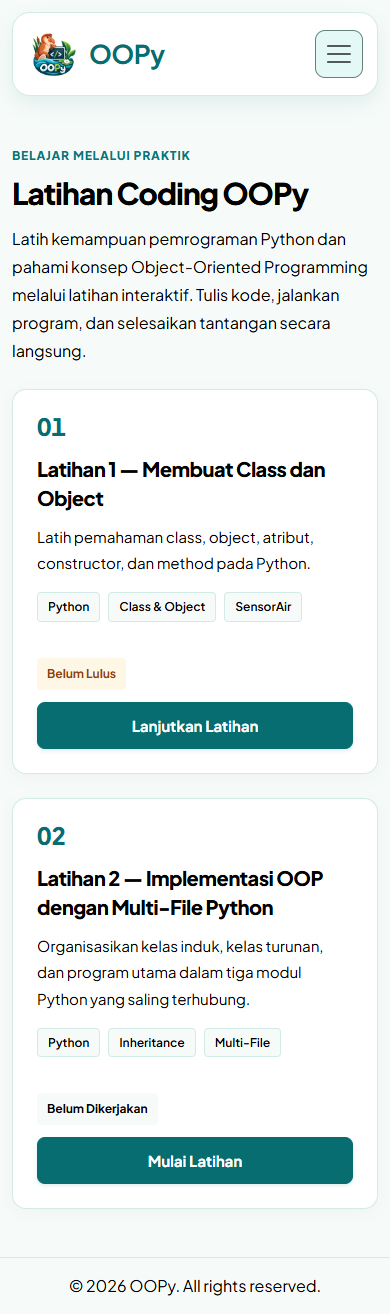 OOPy
OOPy
BELAJAR MELALUI PRAKTIK
Latihan Coding OOPy
Latih kemampuan pemrograman Python dan
pahami konsep Object-Oriented Programming
melalui latihan interaktif. Tulis kode, jalankan
program, dan selesaikan tantangan secara
langsung.
01
Latihan 1 — Membuat Class dan
Object
Latih pemahaman class, object, atribut,
constructor, dan method pada Python.
Python Class & Object SensorAir
Belum Lulus
Lanjutkan Latihan
02
Latihan 2 — Implementasi OOP
dengan Multi-File Python
Organisasikan kelas induk, kelas turunan,
dan program utama dalam tiga modul
Python yang saling terhubung.
Python Inheritance Multi-File
Belum Dikerjakan
Mulai Latihan
© 2026 OOPy. All rights reserved.